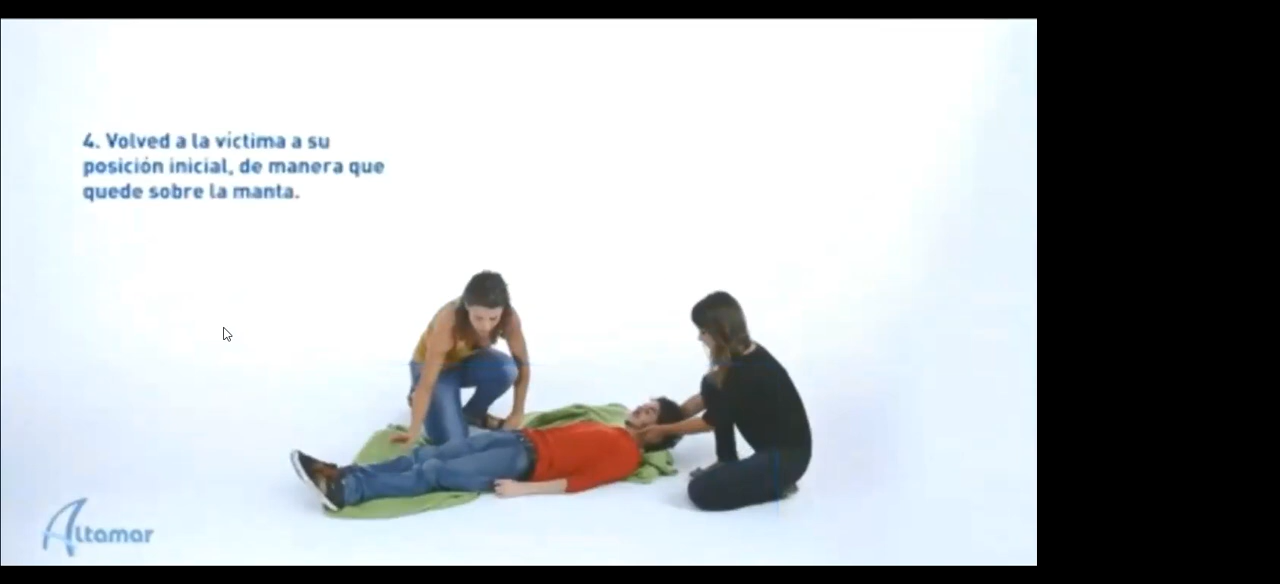 4. Volved a la víctima a su
posición inicial, de manera que
quede sobre la manta.
Altamar